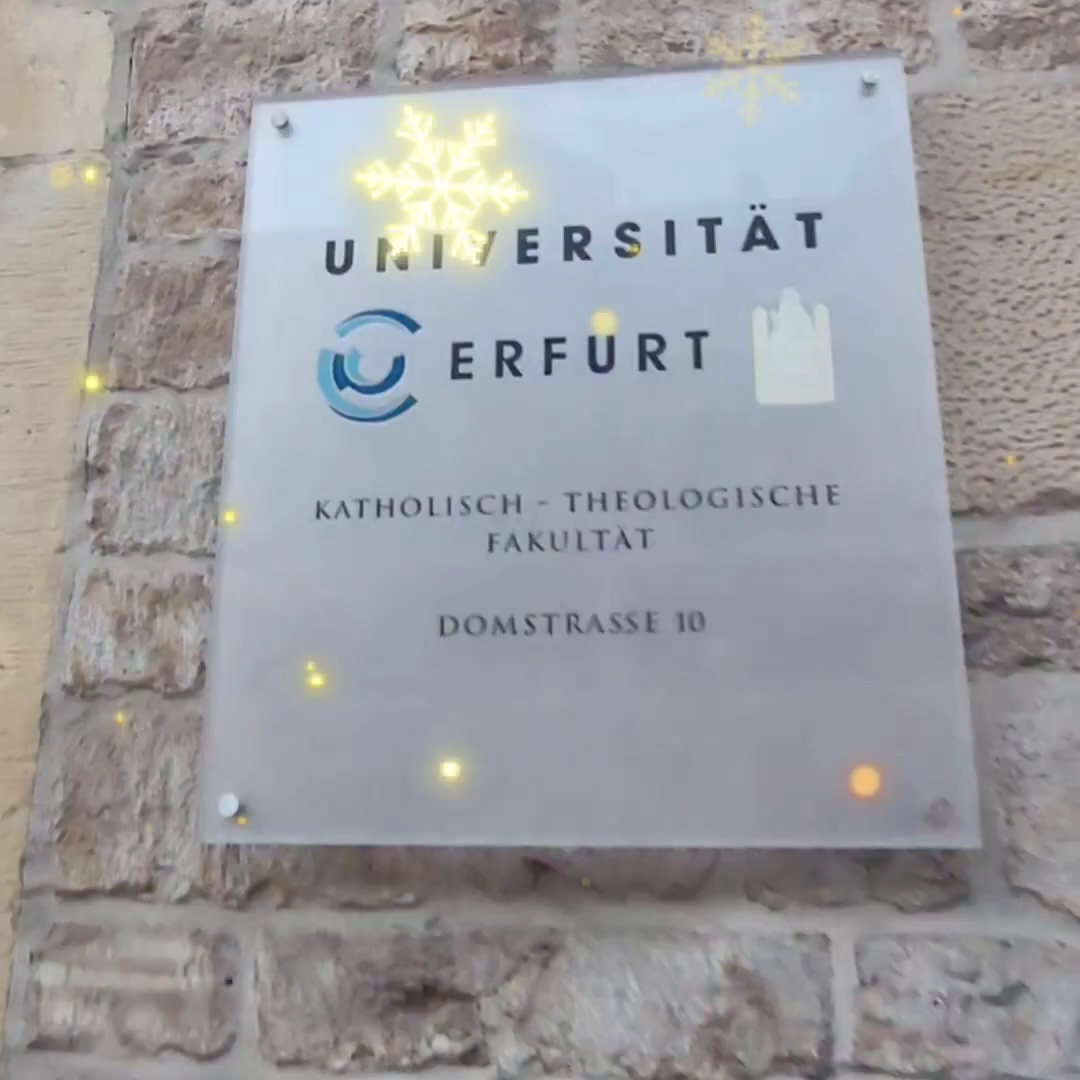 UNIVERSITÄT
ERFURT
KATHOLISCH - THEOLOGISCHE
FAKULTÄT
DOMSTRASSE 10